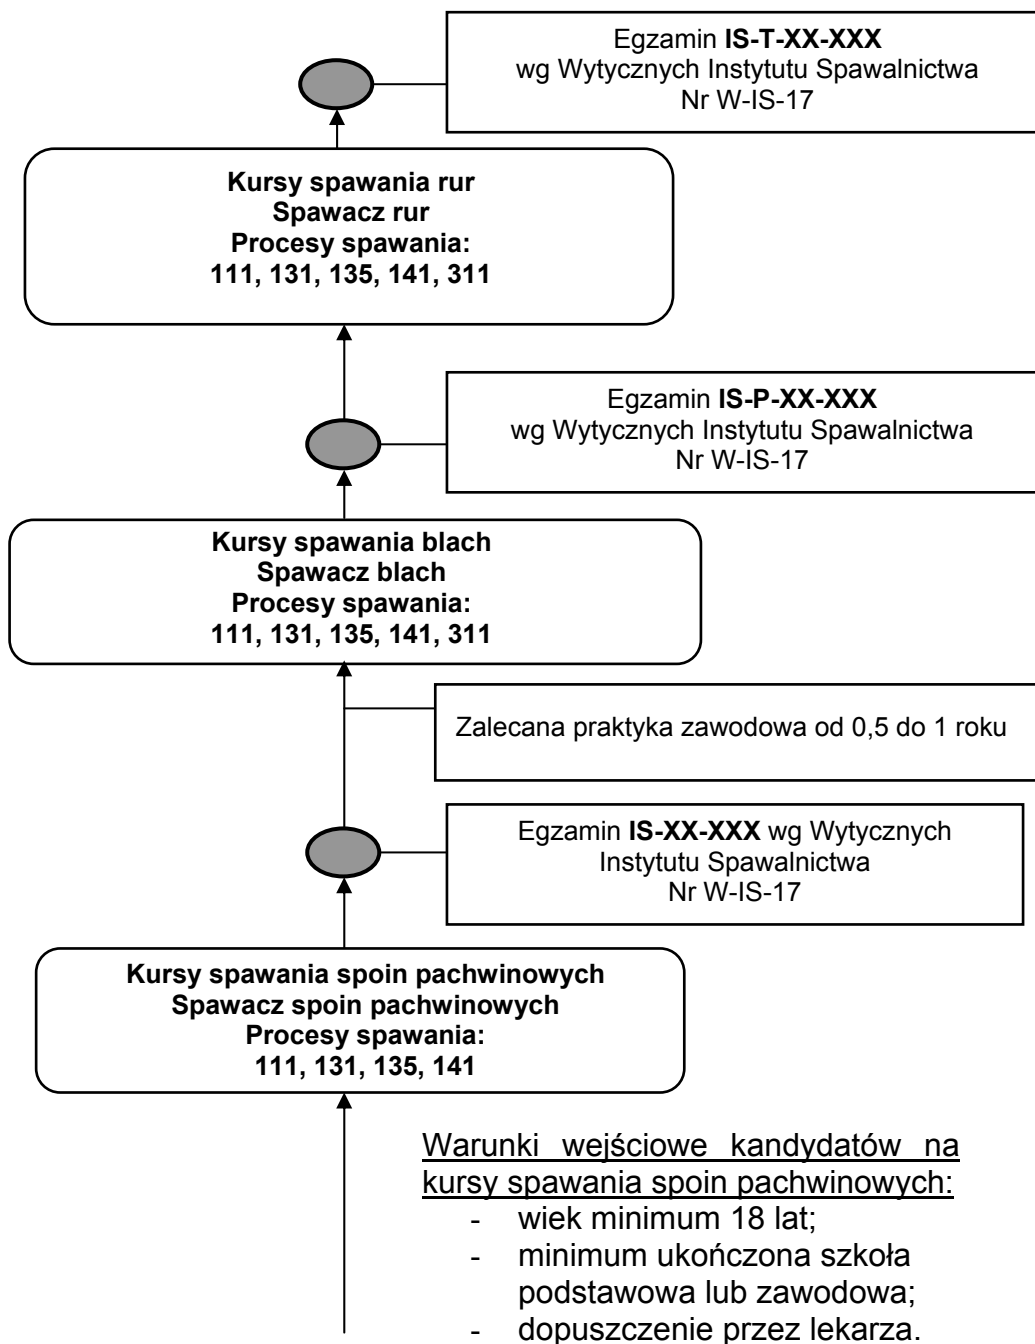 Egzamin IS-T-XX-XXX
wg Wytycznych Instytutu Spawalnictwa
Nr W-IS-17
Kursy spawania rur
Spawacz rur
Procesy spawania:
111, 131, 135, 141, 311
Egzamin IS-P-XX-XXX
wg Wytycznych Instytutu Spawalnictwa
Nr W-IS-17
Kursy spawania blach
Spawacz blach
Procesy spawania:
111, 131, 135, 141, 311
Zalecana praktyka zawodowa od 0,5 do 1 roku
Egzamin IS-XX-XXX wg Wytycznych
Instytutu Spawalnictwa
Nr W-IS-17
Kursy spawania spoin pachwinowych
Spawacz spoin pachwinowych
Procesy spawania:
111, 131, 135, 141
Warunki wejściowe kandydatów na
kursy spawania spoin pachwinowych:
- wiek minimum 18 lat;
- minimum ukończona szkoła
podstawowa lub zawodowa;
- dopuszczenie przez lekarza.